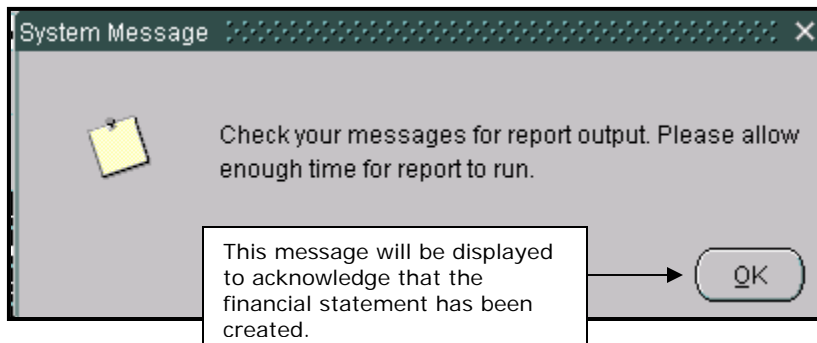 System Message
Check your messages for report output. Please allow
enough time for report to run.
This message will be displayed
to acknowledge that the
financial statement has been
created.
OK